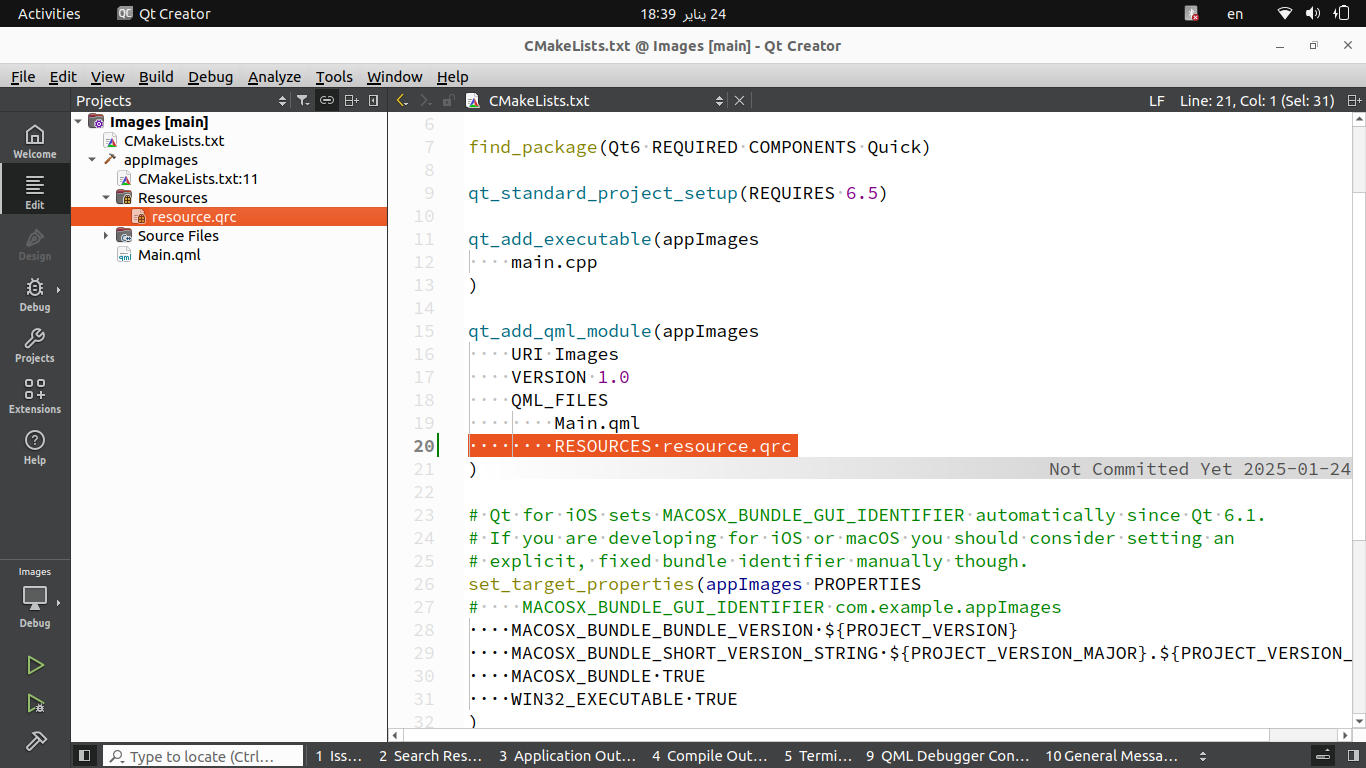 Activities Qt Creator 18:39 24 يناير en
CMakeLists.txt @ Images [main] - Qt Creator
File Edit View Build Debug Analyze Tools Window Help
Projects CMakeLists.txt LF Line: 21, Col: 1 (Sel: 31)
Welcome
Edit
Design
Debug
Projects
Extensions
Help
Images
Debug
Images [main]
CMakeLists.txt
appImages
CMakeLists.txt:11
Resources
resource.qrc
Source Files
Main.qml
6
7 find_package(Qt6 REQUIRED COMPONENTS Quick)
8
9 qt_standard_project_setup(REQUIRES 6.5)
10
11 qt_add_executable(appImages
12 main.cpp
13 )
14
15 qt_add_qml_module(appImages
16 URI Images
17 VERSION 1.0
18 QML_FILES
19 Main.qml
20 RESOURCES resource.qrc
21 ) Not Committed Yet 2025-01-24
22
23 # Qt for iOS sets MACOSX_BUNDLE_GUI_IDENTIFIER automatically since Qt 6.1.
24 # If you are developing for iOS or macOS you should consider setting an
25 # explicit, fixed bundle identifier manually though.
26 set_target_properties(appImages PROPERTIES
27 # MACOSX_BUNDLE_GUI_IDENTIFIER com.example.appImages
28 MACOSX_BUNDLE_BUNDLE_VERSION ${PROJECT_VERSION}
29 MACOSX_BUNDLE_SHORT_VERSION_STRING ${PROJECT_VERSION_MAJOR}.${PROJECT_VERSION_
30 MACOSX_BUNDLE TRUE
31 WIN32_EXECUTABLE TRUE
32 )
Type to locate (Ctrl... 1 Iss... 2 Search Res... 3 Application Out... 4 Compile Out... 5 Termi... 9 QML Debugger Con... 10 General Messa...